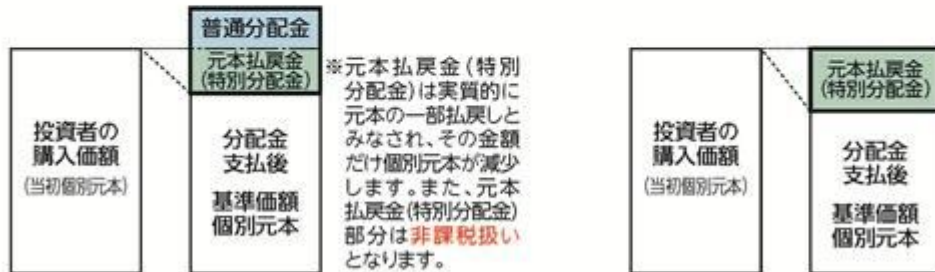 普通分配金
元本払戻金
(特別分配金)
投資者の
購入価額
(当初個別元本)
分配金
支払後
基準価額
個別元本
※元本払戻金(特別
分配金)は実質的に
元本の一部払戻しと
みなされ、その金額
だけ個別元本が減少
します。また、元本
払戻金(特別分配金)
部分は非課税扱い
となります。
元本払戻金
(特別分配金)
投資者の
購入価額
(当初個別元本)
分配金
支払後
基準価額
個別元本